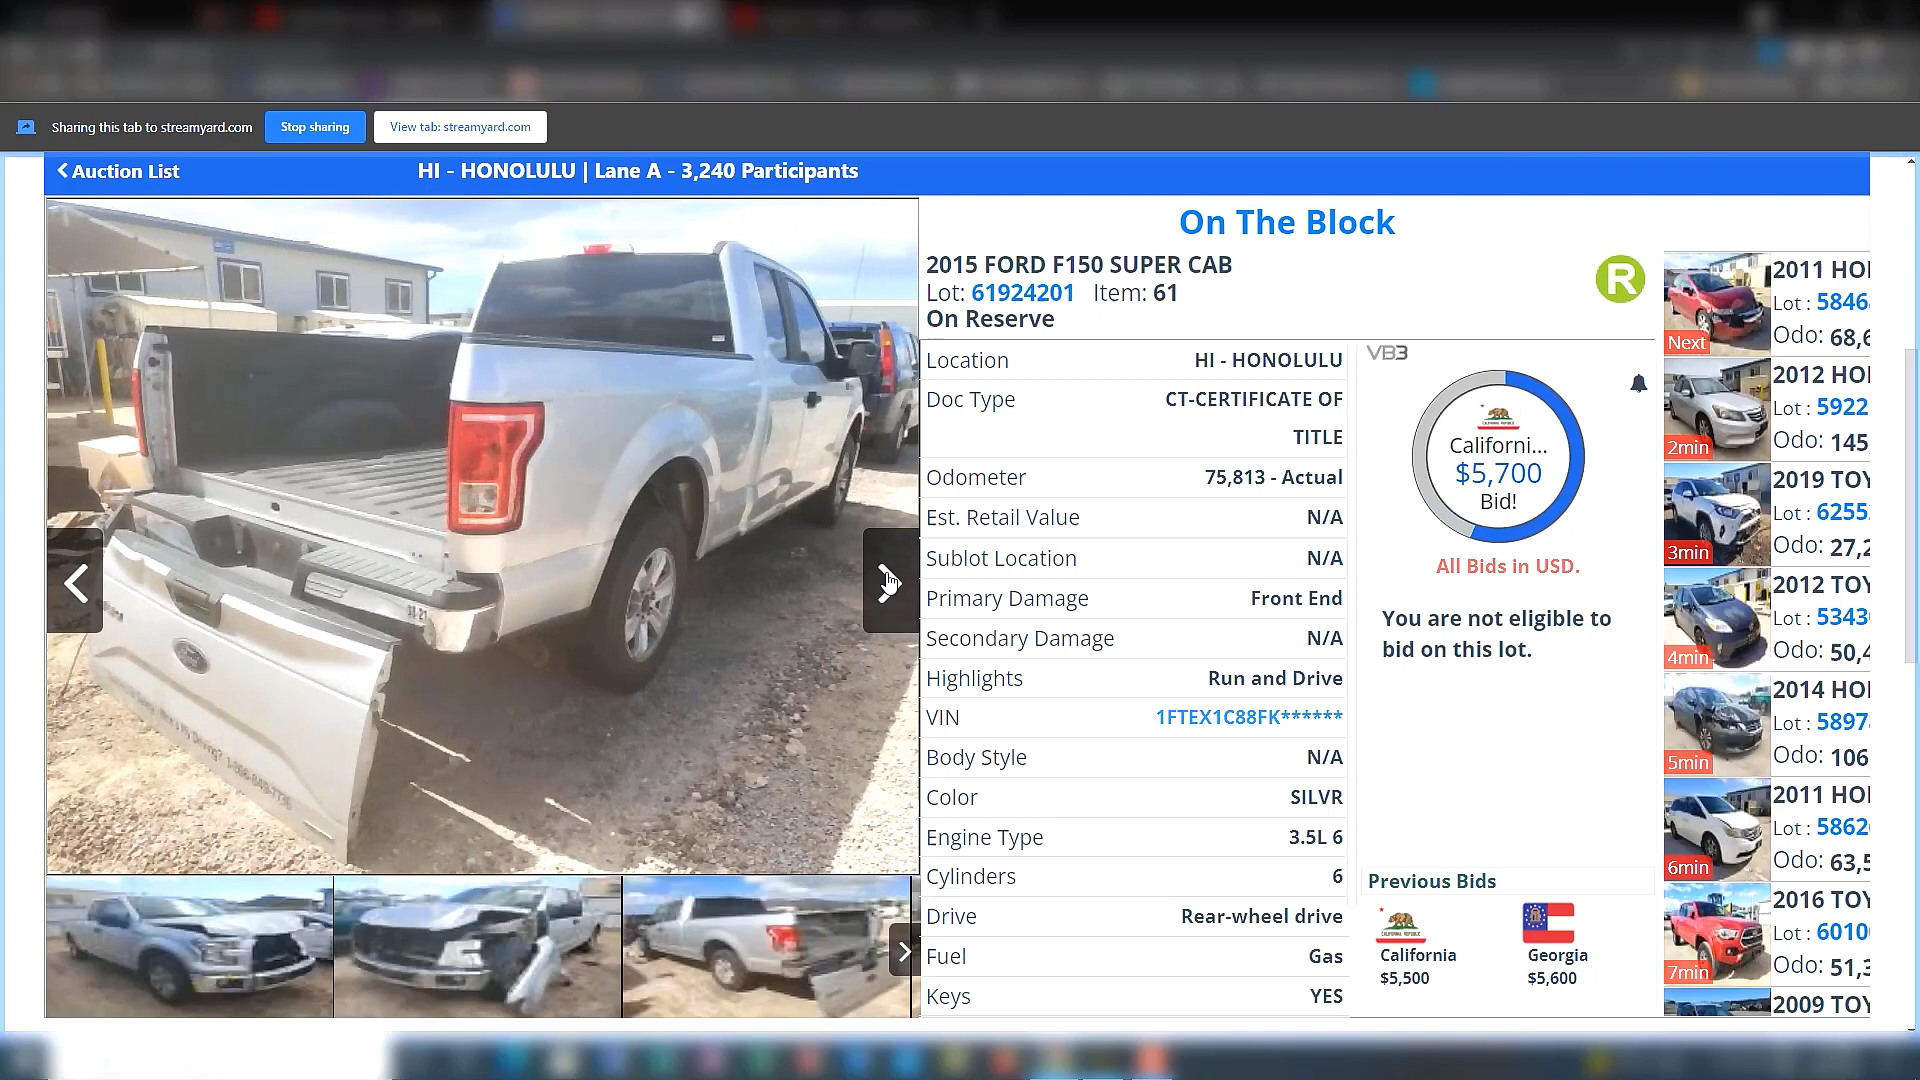 Sharing this tab to streamyard.com
Stop sharing
View tab: streamyard.com
Auction List
HI - HONOLULU | Lane A - 3,240 Participants
On The Block
2015 FORD F150 SUPER CAB
Lot: 61924201 Item: 61
On Reserve
R
Location HI - HONOLULU
Doc Type CT-CERTIFICATE OF
TITLE
Odometer 75,813 - Actual
Est. Retail Value N/A
Sublot Location N/A
Primary Damage Front End
Secondary Damage N/A
Highlights Run and Drive
VIN 1FTEX1C88FK******
Body Style N/A
Color SILVR
Engine Type 3.5L 6
Cylinders 6
Drive Rear-wheel drive
Fuel Gas
Keys YES
VB3
Californi...
$5,700
Bid!
All Bids in USD.
You are not eligible to
bid on this lot.
Previous Bids
California
$5,500
Georgia
$5,600
2011 HO
Lot : 5846
Odo: 68,6
Next
2012 HO
Lot : 5922
Odo: 145
2min
2019 TOY
Lot : 6255
Odo: 27,2
3min
2012 TOY
Lot : 5343
Odo: 50,4
4min
2014 HO
Lot : 5897
Odo: 106
5min
2011 HO
Lot : 5862
Odo: 63,5
6min
2016 TOY
Lot : 6010
Odo: 51,3
7min
2009 TOY
Ford
My Driving?